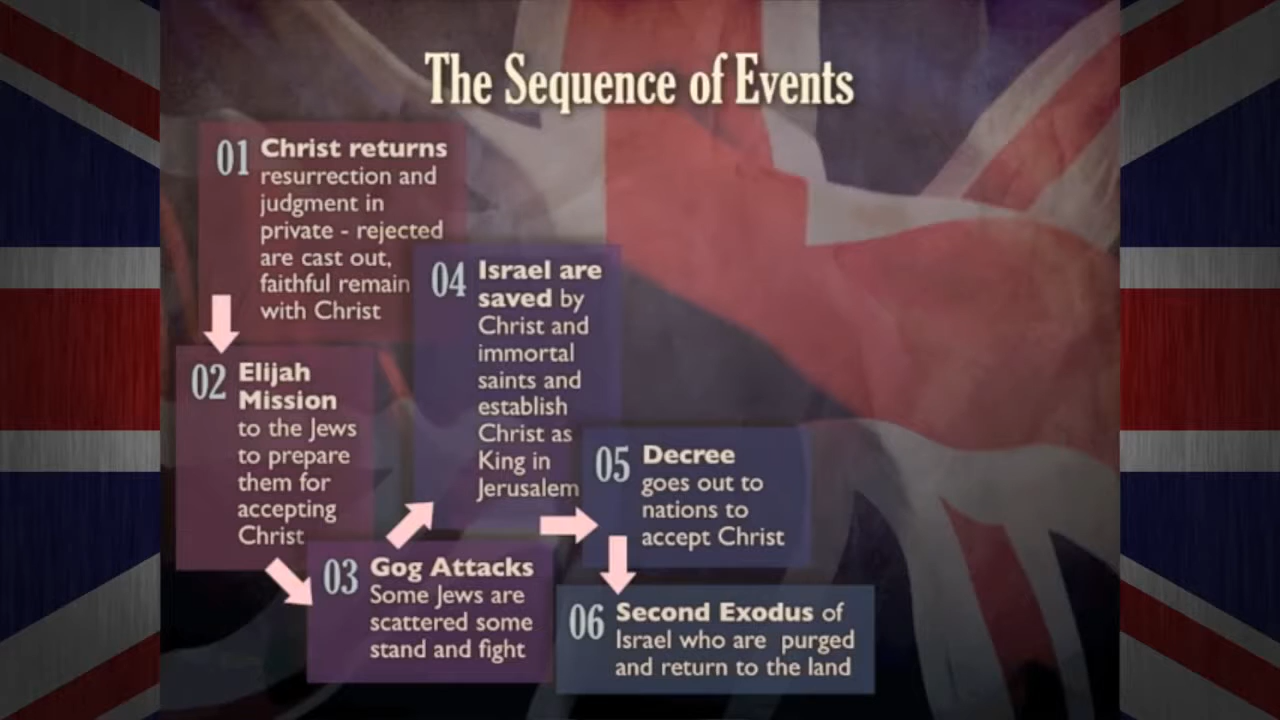 The Sequence of Events
01 Christ returns
resurrection and
judgment in
private - rejected
are cast out,
faithful remain
with Christ
02 Elijah
Mission
to the Jews
to prepare
them for
accepting
Christ
03 Gog Attacks
Some Jews are
scattered some
stand and fight
04 Israel are
saved by
Christ and
immortal
saints and
establish
Christ as
King in
Jerusalem
05 Decree
goes out to
nations to
accept Christ
06 Second Exodus of
Israel who are purged
and return to the land